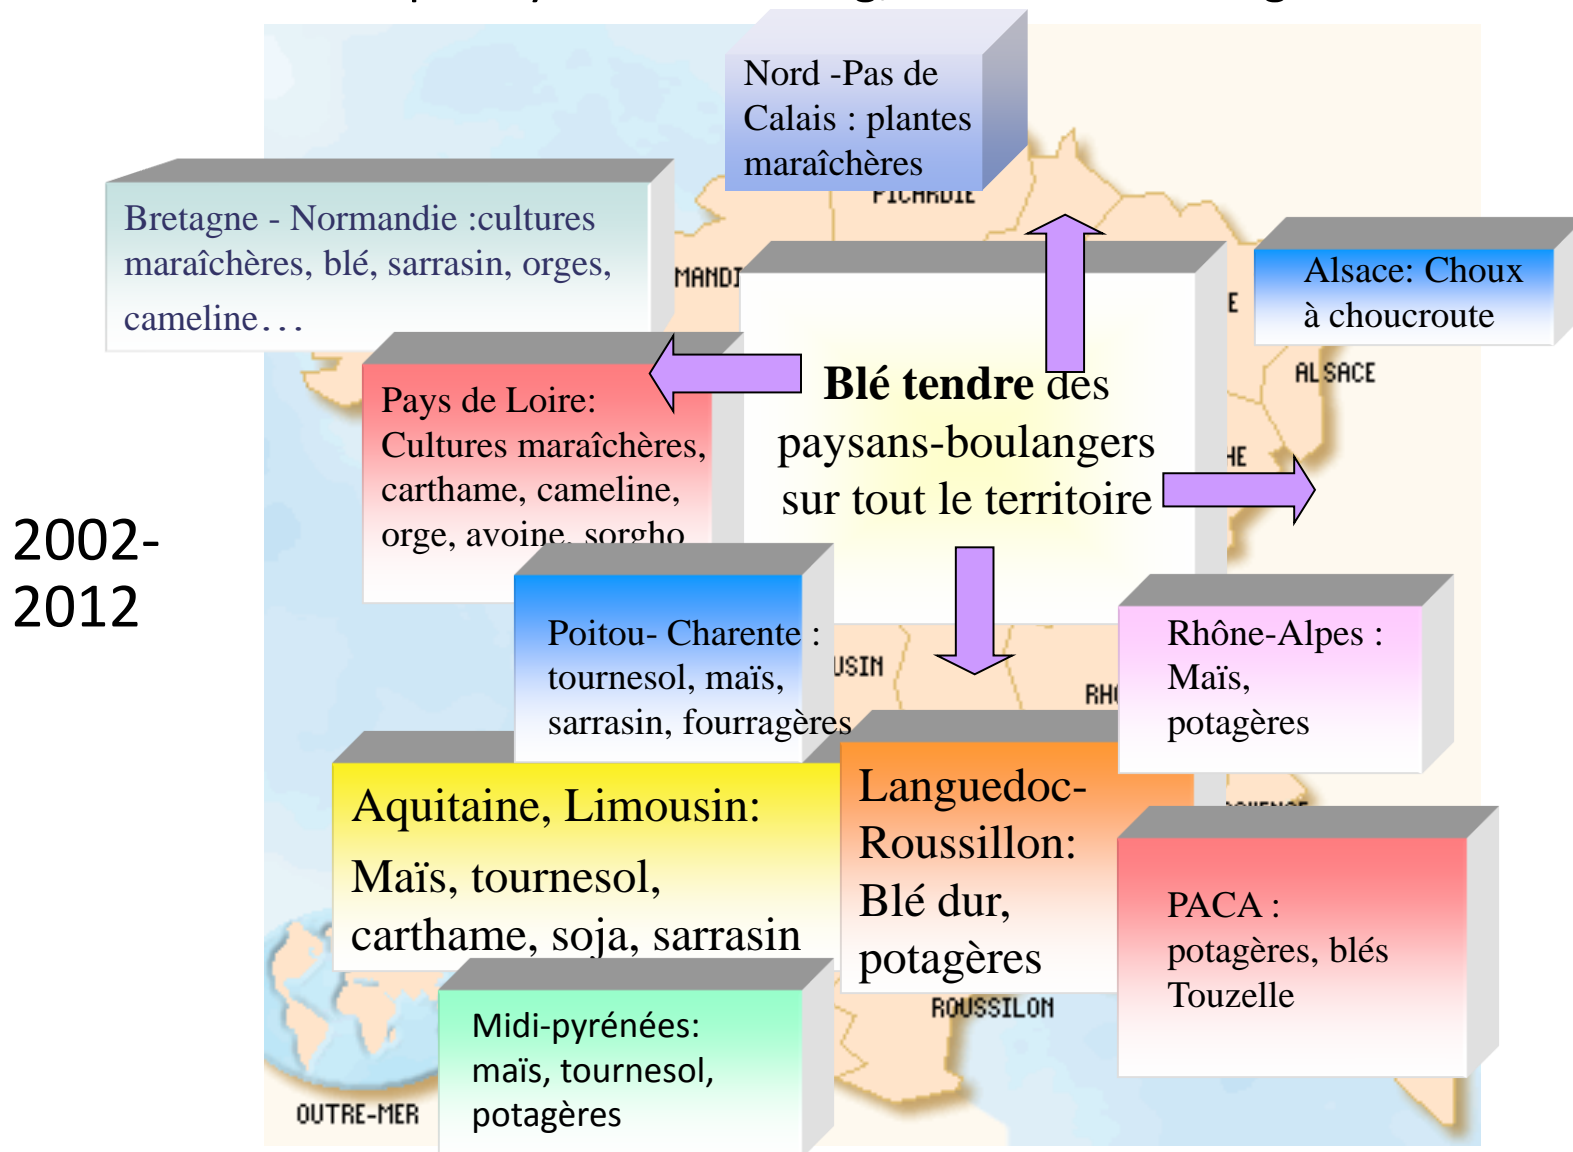 Nord -Pas de
Calais : plantes
maraîchères
PICARDIE
Bretagne - Normandie :cultures
maraîchères, blé, sarrasin, orges,
cameline…
Alsace: Choux
à choucroute
ALSACE
Pays de Loire:
Cultures maraîchères,
carthame, cameline,
orge, avoine, sorgho
Blé tendre des
paysans-boulangers
sur tout le territoire
2002-
2012
Poitou- Charente :
tournesol, maïs,
sarrasin, fourragères
Rhône-Alpes :
Maïs,
potagères
Aquitaine, Limousin:
Maïs, tournesol,
carthame, soja, sarrasin
Languedoc-
Roussillon:
Blé dur,
potagères
PACA :
potagères, blés
Touzelle
ROUSSILON
Midi-pyrénées:
maïs, tournesol,
potagères
OUTRE-MER